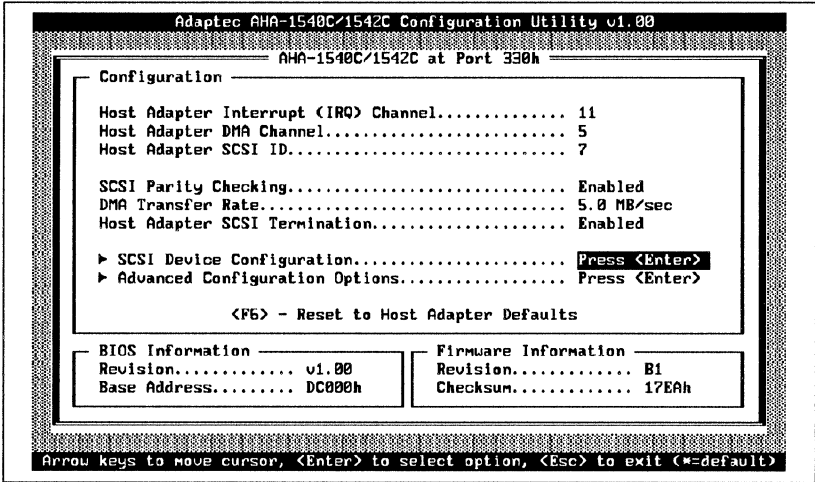 Adaptec AHA-1540C/1542C Configuration Utility v1.00
AHA-1540C/1542C at Port 330h
Configuration
Host Adapter Interrupt (IRQ) Channel.............. 11
Host Adapter DMA Channel......................... 5
Host Adapter SCSI ID............................. 7
SCSI Parity Checking............................. Enabled
DMA Transfer Rate................................ 5.0 MB/sec
Host Adapter SCSI Termination.................... Enabled
► SCSI Device Configuration...................... Press <Enter>
► Advanced Configuration Options.................. Press <Enter>
<F6> - Reset to Host Adapter Defaults
BIOS Information
Revision............. v1.00
Base Address......... DC000h
Firmware Information
Revision............. B1
Checksum............. 17EAh
Arrow keys to move cursor, <Enter> to select option, <Esc> to exit (*=default)